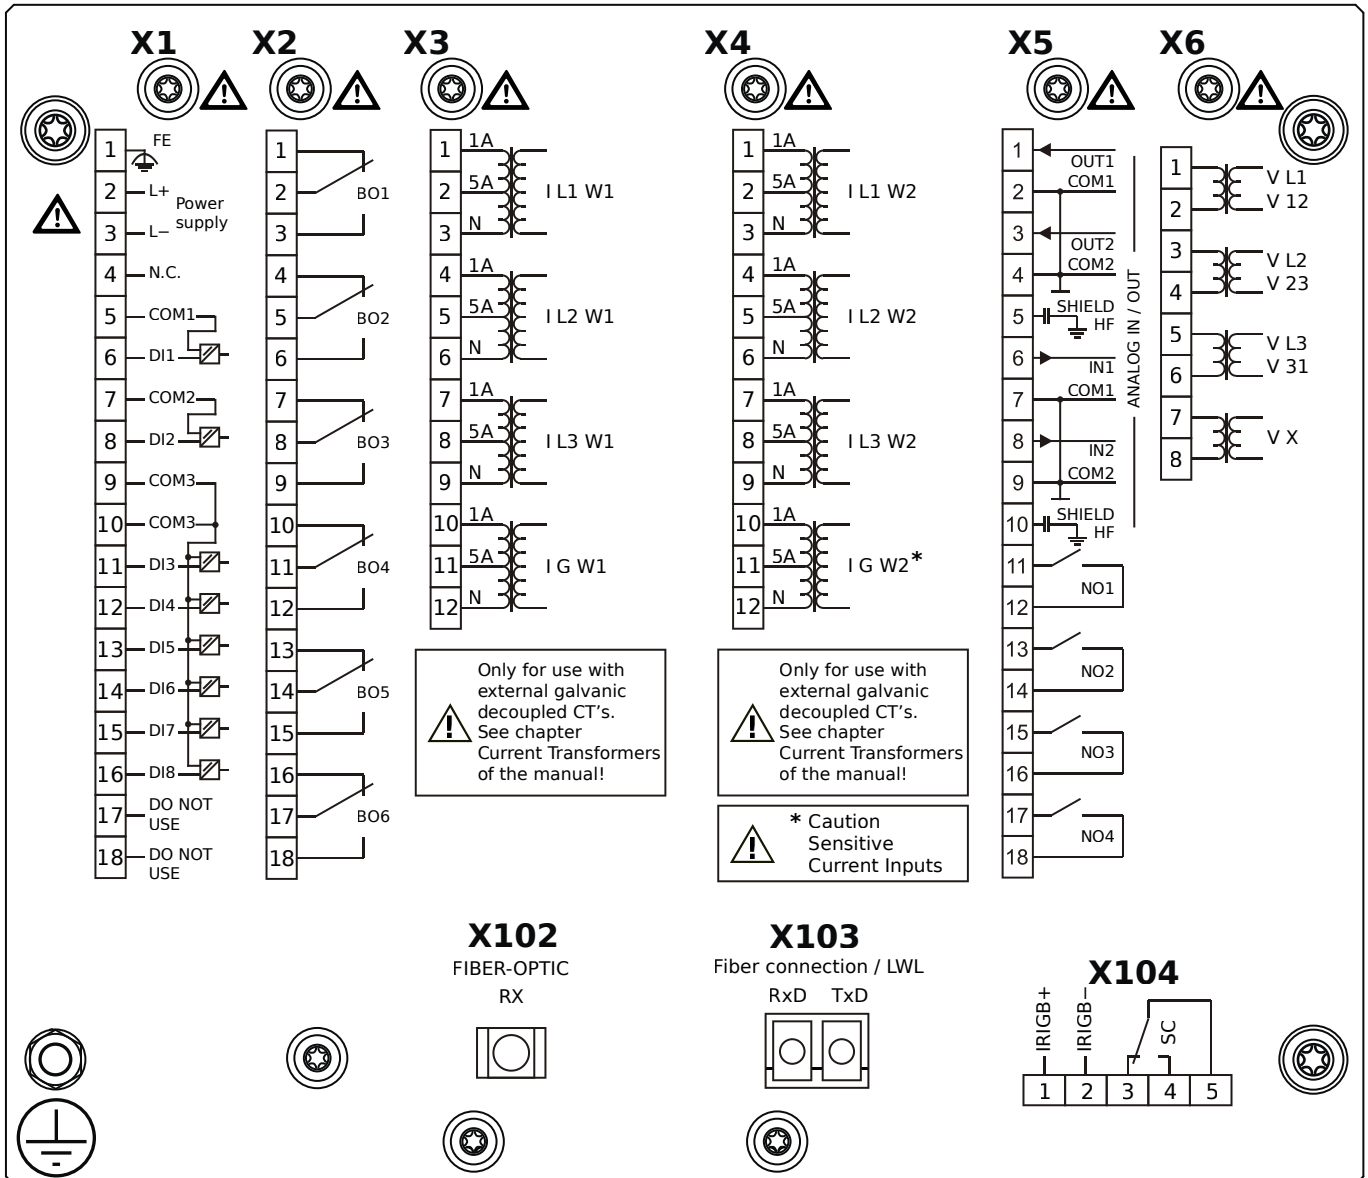 X1
X2
X3
X4
X5
X6
1 FE
2 L+
Power
supply
3 L−
4 N.C.
5 COM1
6 DI1
7 COM2
8 DI2
9 COM3
10 COM3
11 DI3
12 DI4
13 DI5
14 DI6
15 DI7
16 DI8
17 DO NOT
USE
18 DO NOT
USE
1
2 BO1
3
4
5 BO2
6
7
8 BO3
9
10
11 BO4
12
13
14 BO5
15
16
17 BO6
18
1 1A
2 5A I L1 W1
3 N
4 1A
5 5A I L2 W1
6 N
7 1A
8 5A I L3 W1
9 N
10 1A
11 5A I G W1
12 N
Only for use with
external galvanic
decoupled CT's.
See chapter
Current Transformers
of the manual!
1 1A
2 5A I L1 W2
3 N
4 1A
5 5A I L2 W2
6 N
7 1A
8 5A I L3 W2
9 N
10 1A
11 5A I G W2*
12 N
Only for use with
external galvanic
decoupled CT's.
See chapter
Current Transformers
of the manual!
* Caution
Sensitive
Current Inputs
1
OUT1
2 COM1
3
OUT2
4 COM2
5 SHIELD
HF
6
IN1
7 COM1
8
IN2
9 COM2
10 SHIELD
HF
ANALOG IN / OUT
11
NO1
12
13
NO2
14
15
NO3
16
17
NO4
18
1 V L1
2 V 12
3 V L2
4 V 23
5 V L3
6 V 31
7
V X
8
X102
FIBER-OPTIC
RX
X103
Fiber connection / LWL
RxD TxD
X104
IRIGB+
IRIGB−
SC
1 2 3 4 5